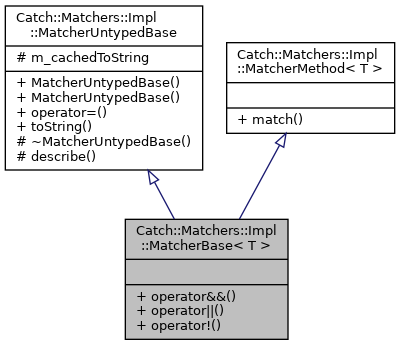 Catch::Matchers::Impl
::MatcherUntypedBase
# m_cachedToString
+ MatcherUntypedBase()
+ MatcherUntypedBase()
+ operator=()
+ toString()
# ~MatcherUntypedBase()
# describe()
Catch::Matchers::Impl
::MatcherMethod< T >
+ match()
Catch::Matchers::Impl
::MatcherBase< T >
+ operator&&()
+ operator||()
+ operator!()